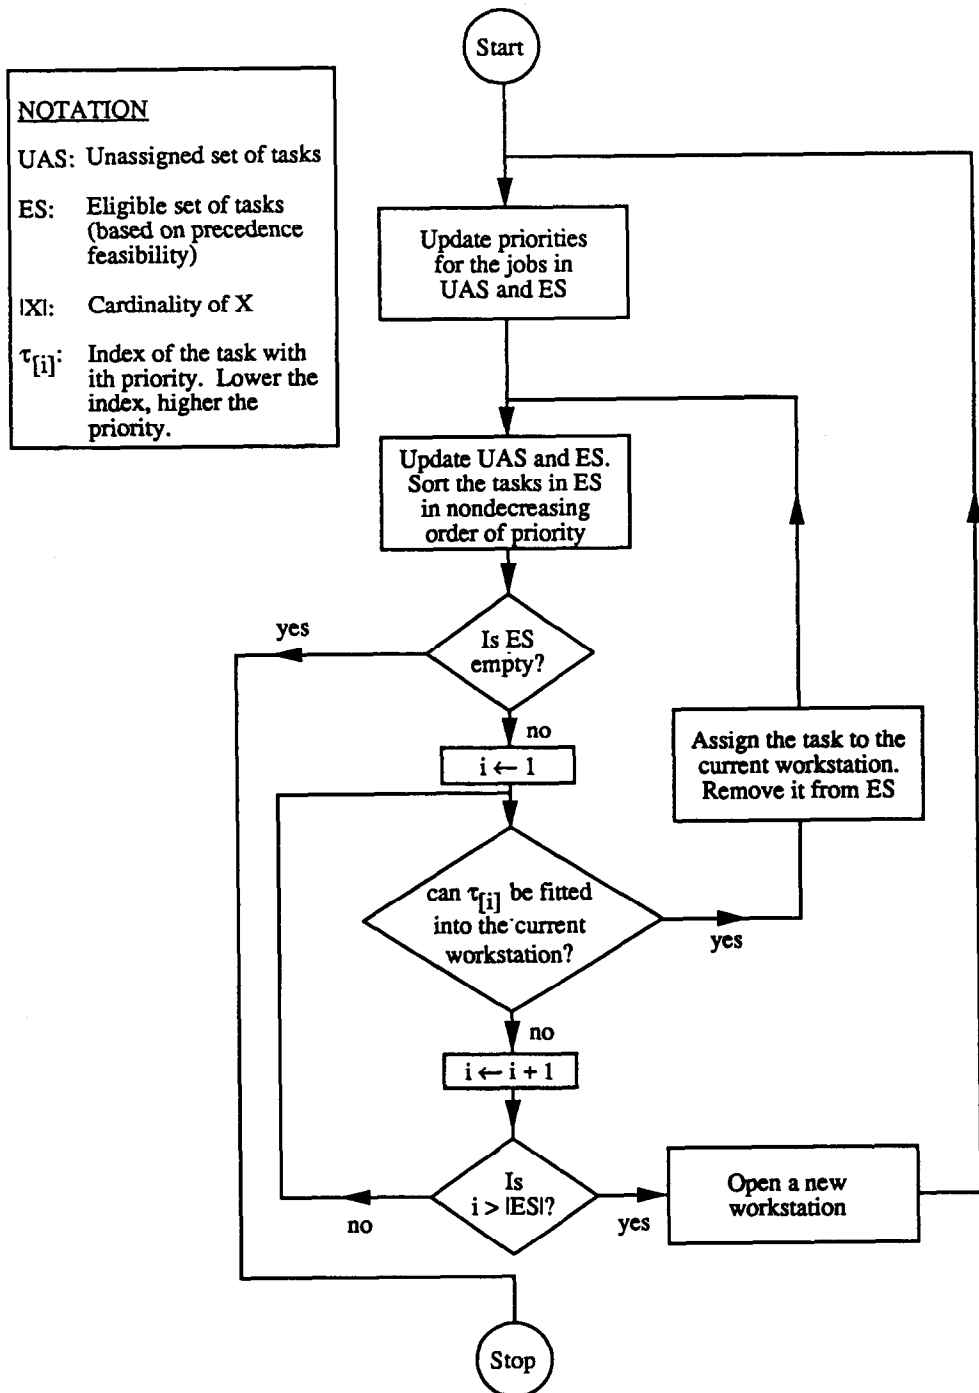 Start
NOTATION
UAS: Unassigned set of tasks
ES: Eligible set of tasks
(based on precedence
feasibility)
|X|: Cardinality of X
τ[i]: Index of the task with
ith priority. Lower the
index, higher the
priority.
Update priorities
for the jobs in
UAS and ES
Update UAS and ES.
Sort the tasks in ES
in nondecreasing
order of priority
yes
Is ES
empty?
no
i ← 1
Assign the task to the
current workstation.
Remove it from ES
can τ[i] be fitted
into the current
workstation?
yes
no
i ← i + 1
Is
i > |ES|?
no
yes
Open a new
workstation
Stop